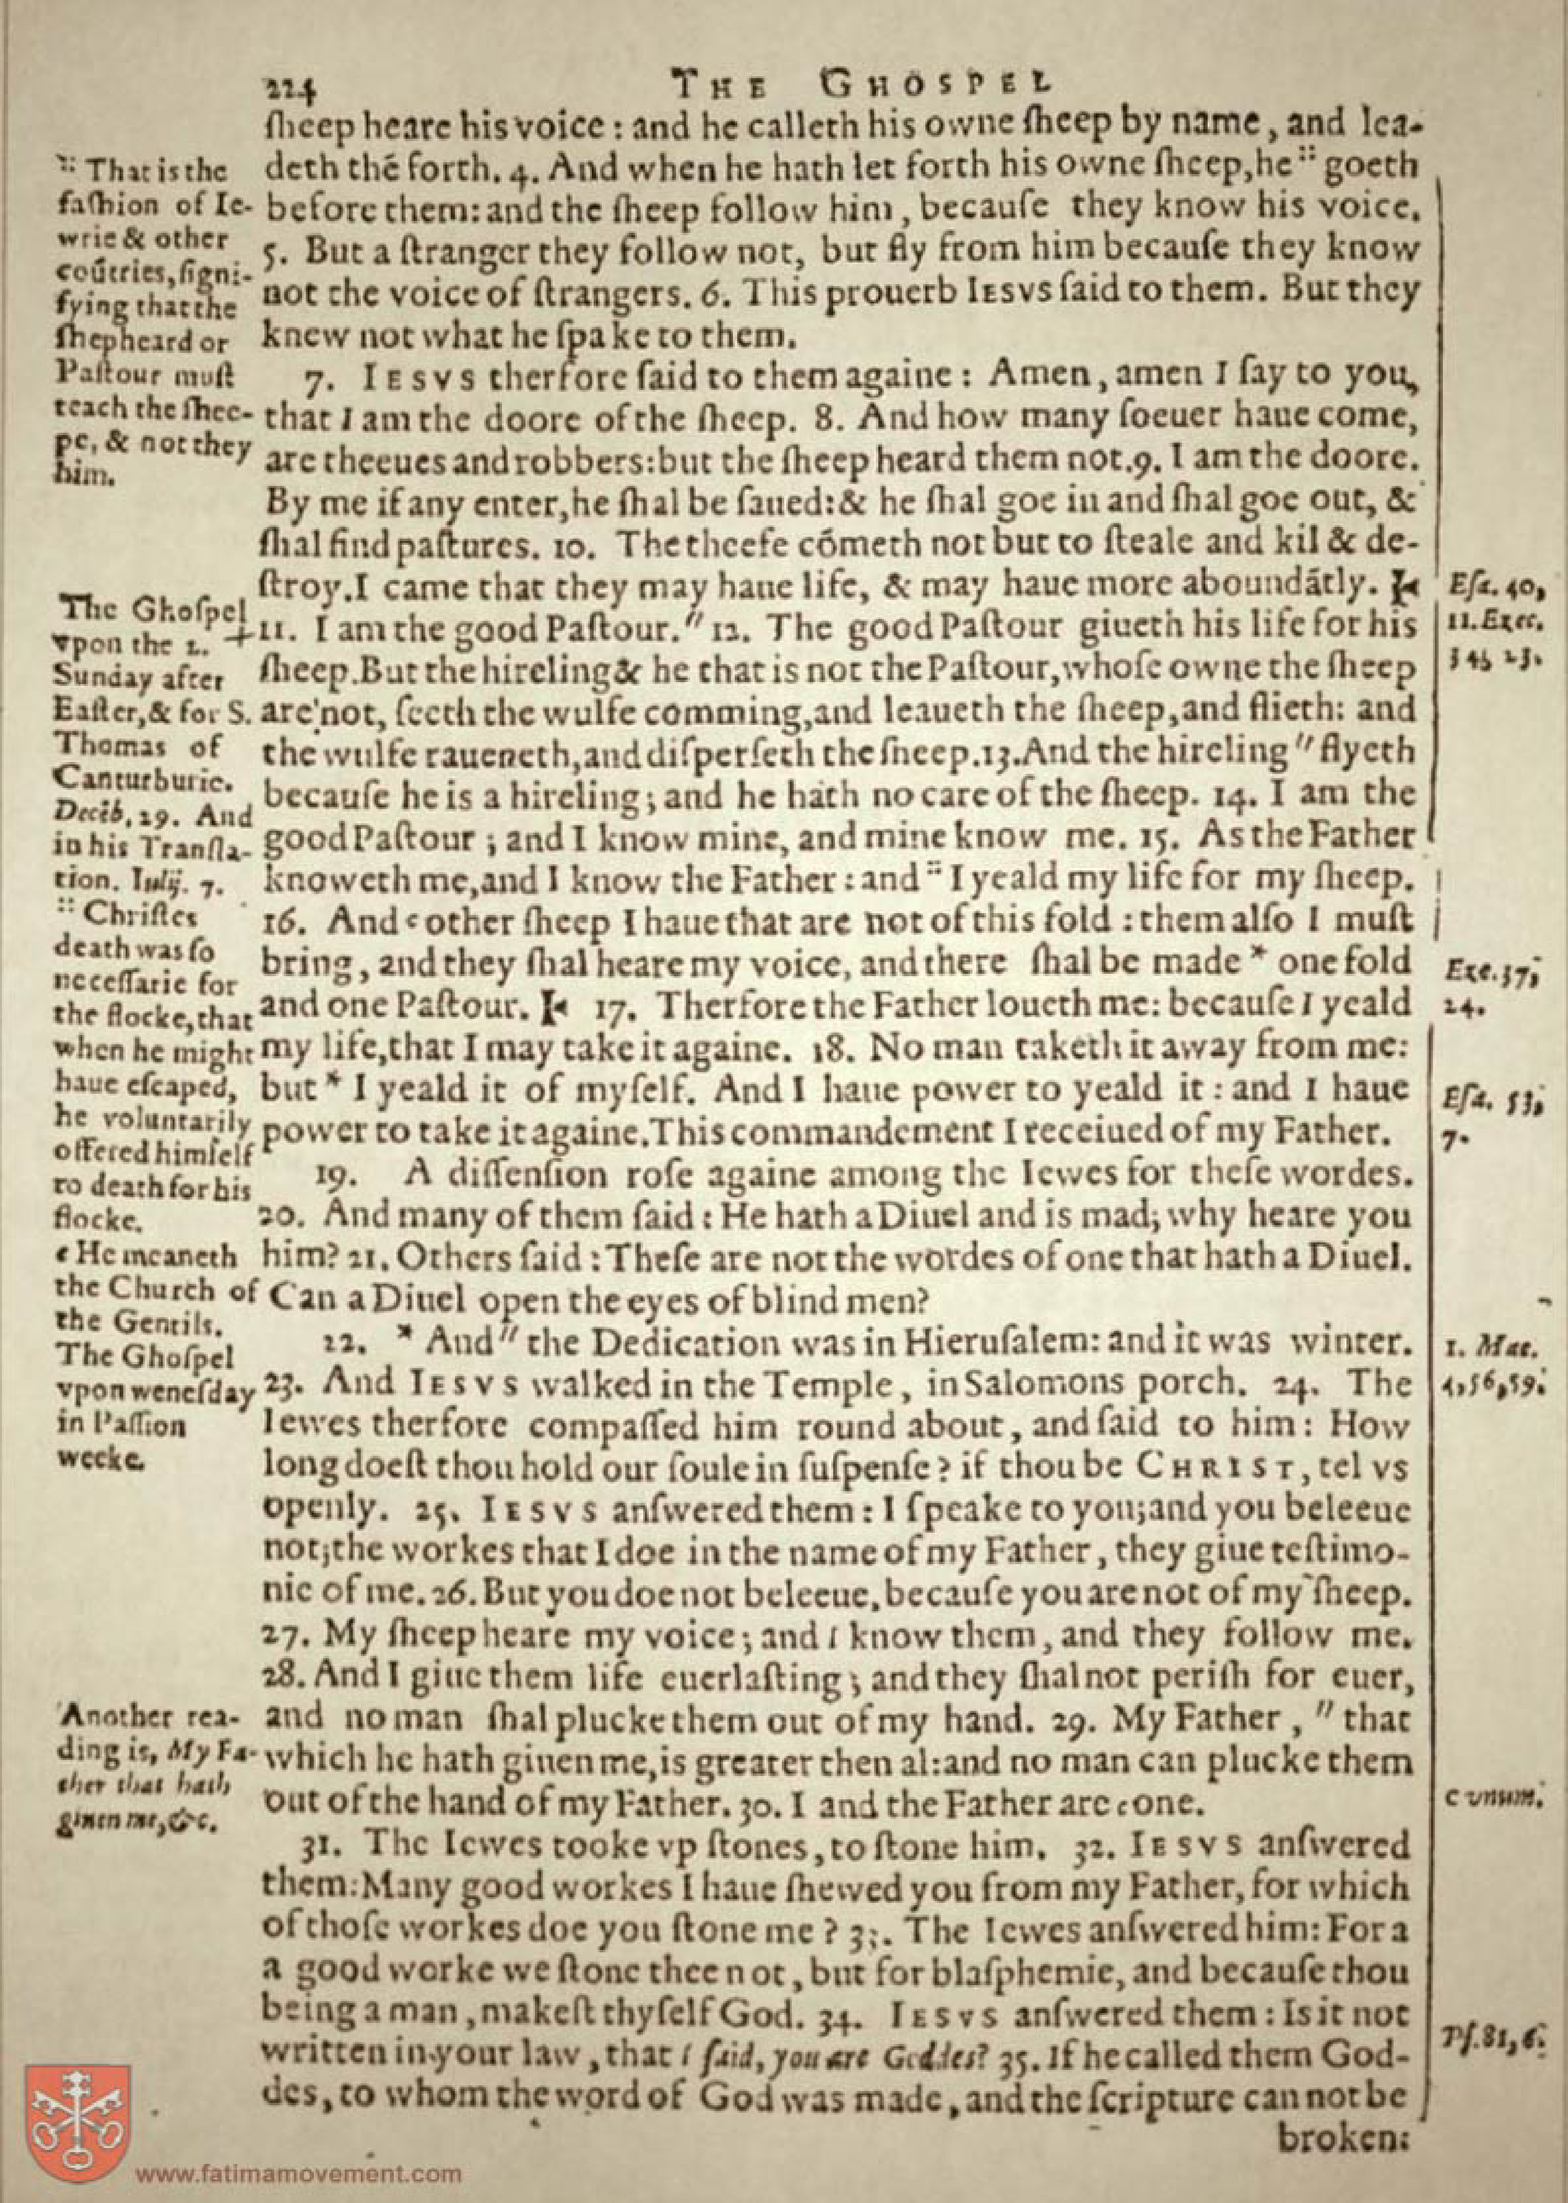 224 THE GHOSPEL
ſheep heare his voice : and he calleth his owne ſheep by name, and lea-
deth thē forth. 4. And when he hath let forth his owne ſheep, he :: goeth
before them: and the ſheep follow him, becauſe they know his voice.
5. But a ſtranger they follow not, but fly from him becauſe they know
not the voice of ſtrangers. 6. This prouerb IESVS ſaid to them. But they
knew not what he ſpake to them.
7. IESVS therfore ſaid to them againe : Amen, amen I ſay to you,
that I am the doore of the ſheep. 8. And how many ſoeuer haue come,
are theeues and robbers: but the ſheep heard them not. 9. I am the doore.
By me if any enter, he ſhal be ſaued: & he ſhal goe in and ſhal goe out, &
ſhal find paſtures. 10. The theefe cōmeth not but to ſteale and kil & de-
ſtroy. I came that they may haue life, & may haue more aboundātly.
+ 11. I am the good Paſtour. " 12. The good Paſtour giueth his life for his
ſheep. But the hireling & he that is not the Paſtour, whoſe owne the ſheep
are not, ſeeth the wulfe comming, and leaueth the ſheep, and flieth: and
the wulfe raueneth, and diſperſeth the ſheep. 13. And the hireling " flyeth
becauſe he is a hireling; and he hath no care of the ſheep. 14. I am the
good Paſtour ; and I know mine, and mine know me. 15. As the Father
knoweth me, and I know the Father : and :: I yeald my life for my ſheep.
16. And c other ſheep I haue that are not of this fold : them alſo I muſt
bring, and they ſhal heare my voice, and there ſhal be made * one fold
and one Paſtour. 17. Therfore the Father loueth me: becauſe I yeald
my life, that I may take it againe. 18. No man taketh it away from me:
but * I yeald it of myſelf. And I haue power to yeald it : and I haue
power to take it againe. This commandement I receiued of my Father.
19. A diſſenſion roſe againe among the Iewes for theſe wordes.
20. And many of them ſaid : He hath a Diuel and is mad; why heare you
him? 21. Others ſaid : Theſe are not the wordes of one that hath a Diuel.
Can a Diuel open the eyes of blind men?
22. * And " the Dedication was in Hieruſalem: and it was winter.
23. And IESVS walked in the Temple, in Salomons porch. 24. The
Iewes therfore compaſſed him round about, and ſaid to him: How
long doeſt thou hold our ſoule in ſuſpenſe? if thou be CHRIST, tel vs
openly. 25. IESVS anſwered them: I ſpeake to you; and you beleeue
not; the workes that I doe in the name of my Father, they giue teſtimo-
nie of me. 26. But you doe not beleeue, becauſe you are not of my ſheep.
27. My ſheep heare my voice; and I know them, and they follow me.
28. And I giue them life euerlaſting; and they ſhal not periſh for euer,
and no man ſhal plucke them out of my hand. 29. My Father, " that
which he hath giuen me, is greater then al: and no man can plucke them
out of the hand of my Father. 30. I and the Father are c one.
31. The Iewes tooke vp ſtones, to ſtone him. 32. IESVS anſwered
them: Many good workes I haue ſhewed you from my Father, for which
of thoſe workes doe you ſtone me? 33. The Iewes anſwered him: For a
a good worke we ſtone thee not, but for blaſphemie, and becauſe thou
being a man, makeſt thyſelf God. 34. IESVS anſwered them : Is it not
written in your law, that I ſaid, you are Goddes? 35. If he called them God-
des, to whom the word of God was made, and the ſcripture can not be
broken:
:: That is the
faſhion of Ie-
wrie & other
coūtries, ſigni-
fying that the
ſhepheard or
Paſtour muſt
teach the ſhee-
pe, & not they
him.
The Ghoſpel
vpon the 2.
Sunday after
Eaſter, & for S.
Thomas of
Canturburie.
Decēb, 29. And
in his Tranſla-
tion. Iulij. 7.
:: Chriſtes
death was ſo
neceſſarie for
the flocke, that
when he might
haue eſcaped,
he voluntarily
offered himſelf
to death for his
flocke.
c He meaneth
the Church of
the Gentils.
The Ghoſpel
vpon weneſday
in Paſſion
weeke.
'Another rea-
ding is, My Fa-
ther that hath
giuen me, &c.
Eſa. 40,
11. Ezec.
34, 23.
Eze. 37,
24.
Eſa. 53,
7.
1. Mac.
4, 56, 59.
c vnum.
Pſ. 81, 6.
www.fatimamovement.com